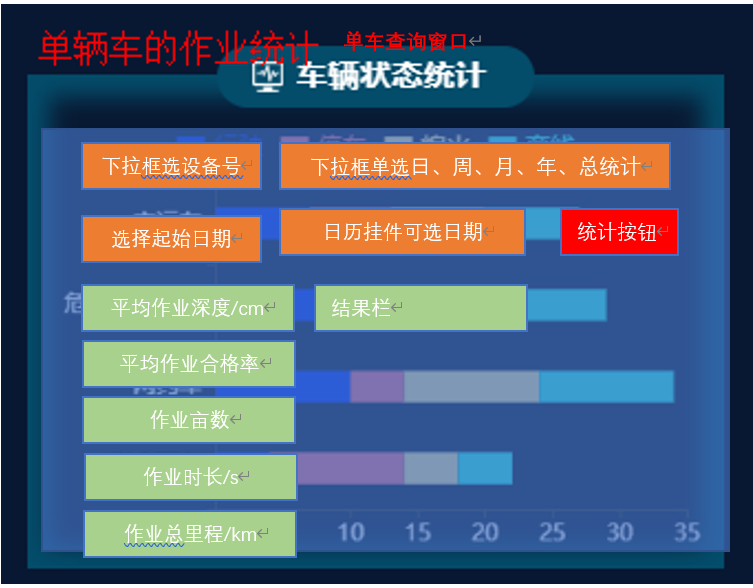 单辆车的作业统计
单车查询窗口
车辆状态统计
下拉框选设备号
下拉框单选日、周、月、年、总统计
选择起始日期
日历挂件可选日期
统计按钮
平均作业深度/cm
结果栏
平均作业合格率
作业亩数
作业时长/s
作业总里程/km
10 15 20 25 30 35